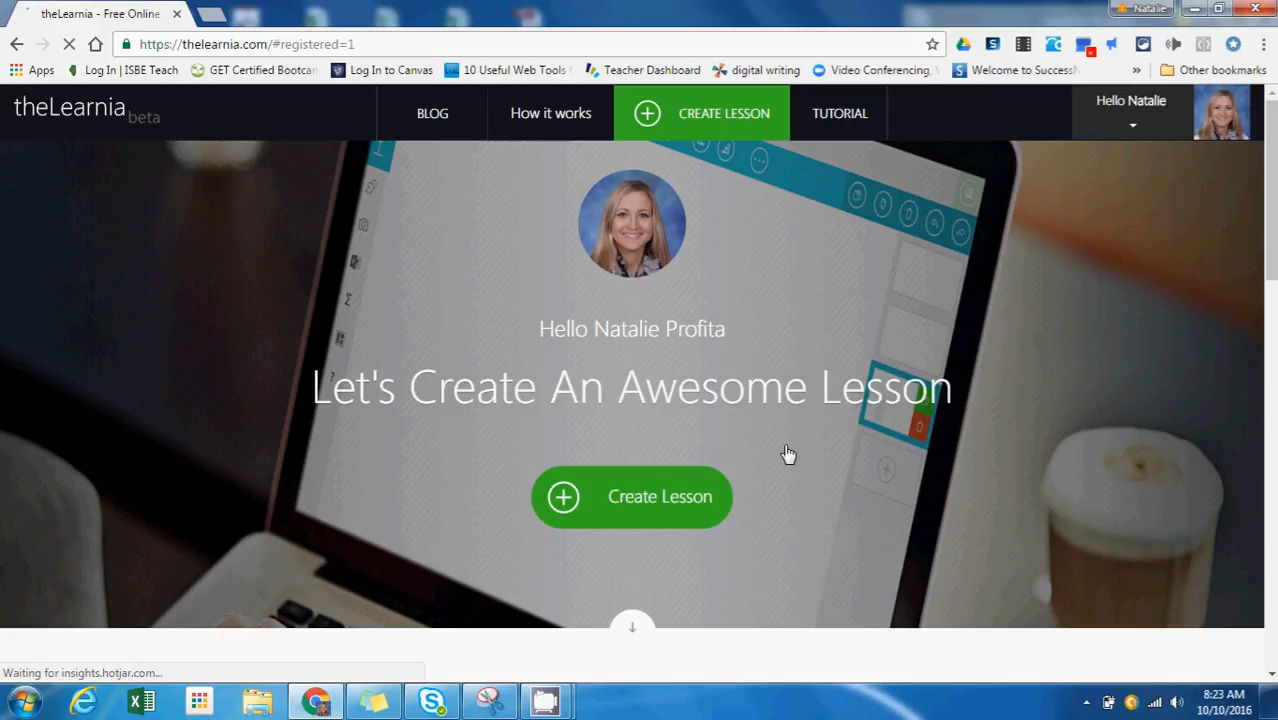 theLearnia - Free Online
Natalie
https://thelearnia.com/#registered=1
Apps
Log In | ISBE Teach
GET Certified Bootcam
Log In to Canvas
10 Useful Web Tools
Teacher Dashboard
digital writing
Video Conferencing,
Welcome to Success
»
Other bookmarks
theLearnia beta
BLOG
How it works
CREATE LESSON
TUTORIAL
Hello Natalie
Hello Natalie Profita
Let's Create An Awesome Lesson
Create Lesson
Waiting for insights.hotjar.com...
8:23 AM
10/10/2016